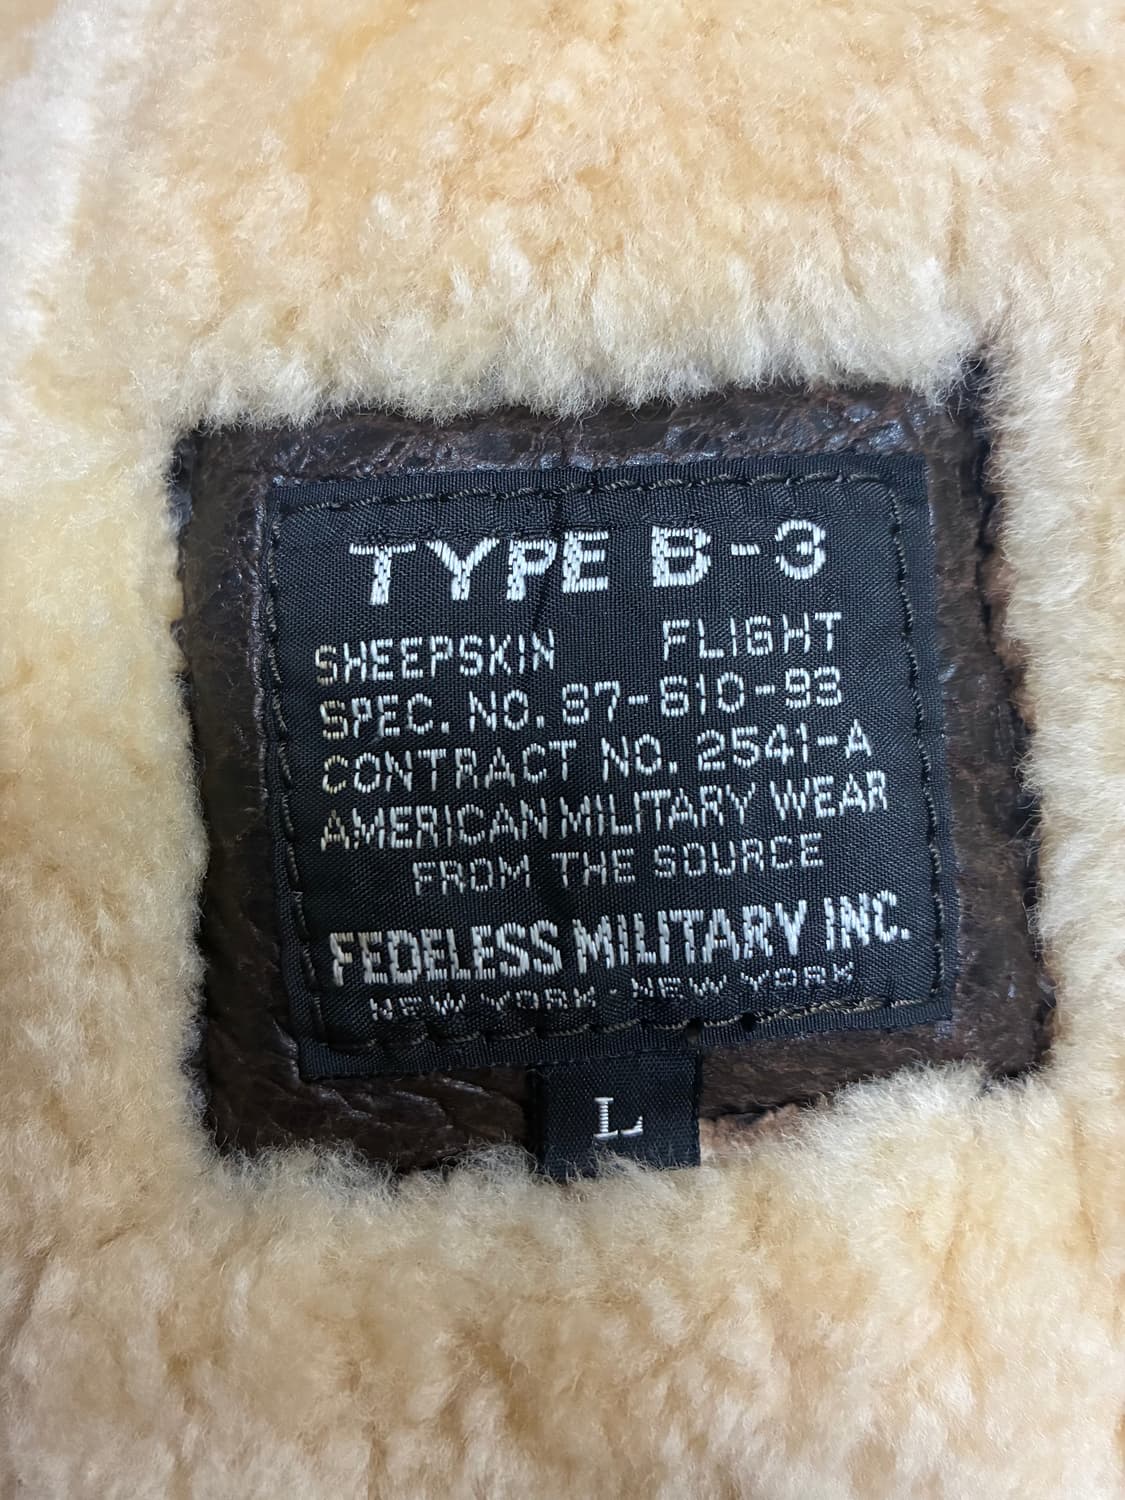 TYPE B-3
SHEEPSKIN FLIGHT
SPEC. NO. 87-610-93
CONTRACT NO. 2541-A
AMERICAN MILITARY WEAR
FROM THE SOURCE
FEDELESS MILITARY INC.
NEW YORK · NEW YORK
L